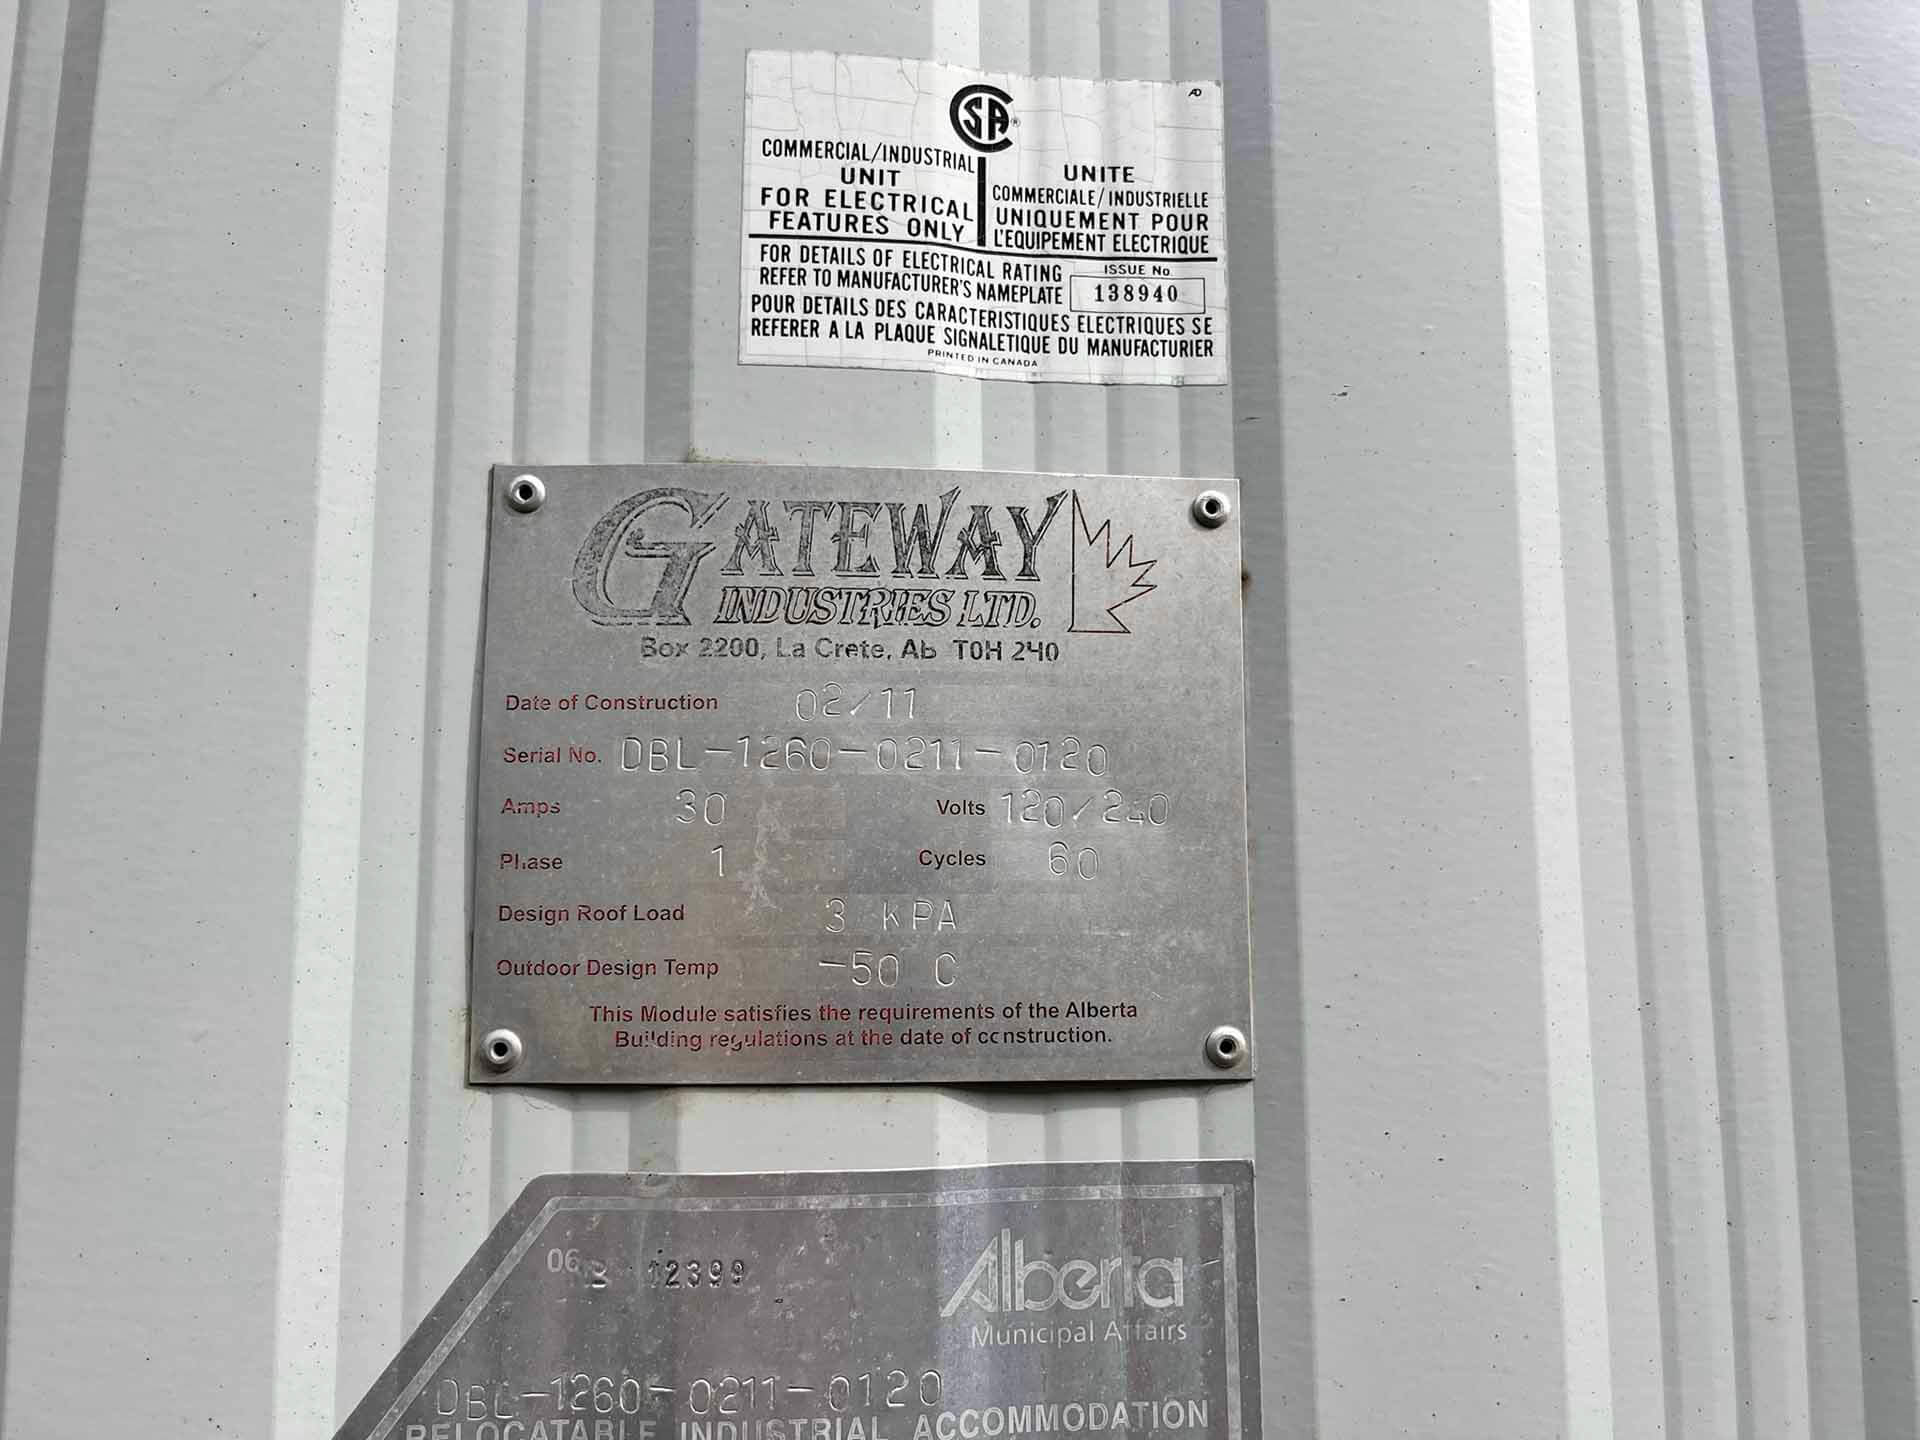 CSA®
AD
COMMERCIAL/INDUSTRIAL
UNIT
FOR ELECTRICAL
FEATURES ONLY
UNITE
COMMERCIALE/INDUSTRIELLE
UNIQUEMENT POUR
L'EQUIPEMENT ELECTRIQUE
FOR DETAILS OF ELECTRICAL RATING
REFER TO MANUFACTURER'S NAMEPLATE
ISSUE No.
138940
POUR DETAILS DES CARACTERISTIQUES ELECTRIQUES SE
REFERER A LA PLAQUE SIGNALETIQUE DU MANUFACTURIER
PRINTED IN CANADA
GATEWAY
INDUSTRIES LTD.
Box 2200, La Crete, Ab T0H 2H0
Date of Construction 02/11
Serial No. DBL-1260-0211-0120
Amps 30 Volts 120/240
Phase 1 Cycles 60
Design Roof Load 3 KPA
Outdoor Design Temp -50 C
This Module satisfies the requirements of the Alberta
Building regulations at the date of construction.
06 12399
Alberta
Municipal Affairs
DBL-1260-0211-0120
RELOCATABLE INDUSTRIAL ACCOMMODATION